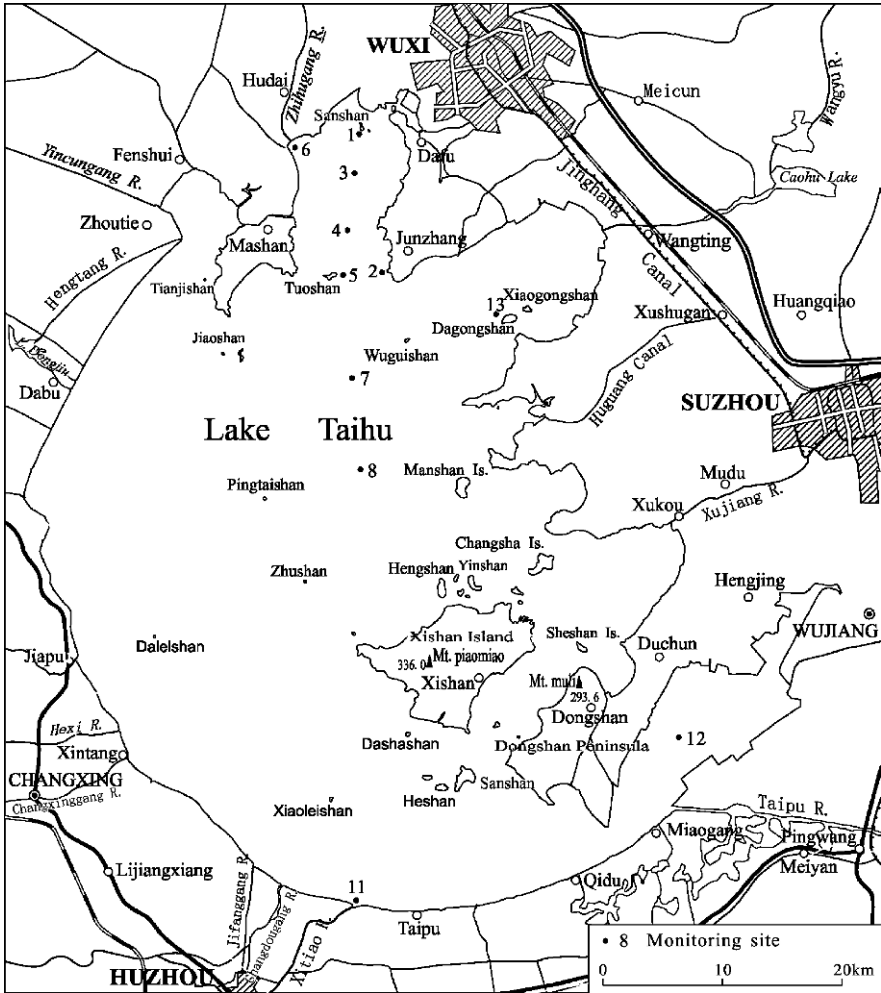 WUXI
Hudai
Zhihugang R.
Meicun
Wangyu R.
Sanshan
1
6
Dafu
Fenshui
Yincungang R.
3
Jinghang
Canal
Caohu Lake
Zhoutie
Mashan
4
Junzhang
Wangting
Hengtang R.
Tianjishan
Tuoshan
5
2
13
Xiaogongshan
Dagongshan
Xushugan
Huangqiao
Jiaoshan
Wuguishan
Dabu
7
Huguang Canal
SUZHOU
Lake Taihu
8
Manshan Is.
Mudu
Pingtaishan
Xukou
Xujiang R.
Changsha Is.
Zhushan
Hengshan
Yinshan
Hengjing
WUJIANG
Dalelshan
Xishan Island
Sheshan Is.
Duchun
Jiapu
336.0
Mt. piaomiao
Xishan
Mt. muli
293.6
Dongshan
Hexi R.
Dashashan
Dongshan Peninsula
12
Xintang
CHANGXING
Changxinggang R.
Xiaoleishan
Heshan
Sanshan
Taipu R.
Miaogang
Pingwang
Meiyan
Lijiangxiang
Jifanggang R.
Qidu
11
Xitiao R.
Taipu
HUZHOU
8 Monitoring site
0 10 20km